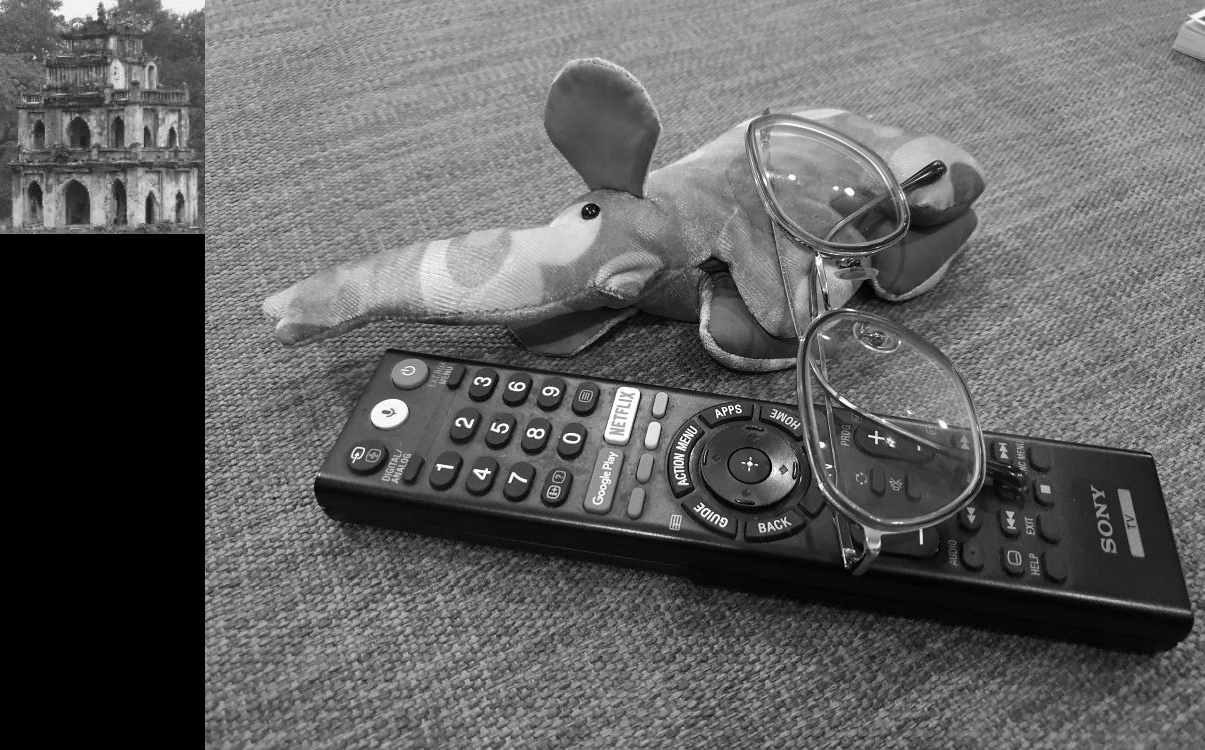 3 6 9
2 5 8 0
1 4 7
DIGITAL/
ANALOG
NETFLIX
Google Play
APPS
HOME
ACTION MENU
GUIDE
BACK
PROG
+
-
AUDIO
EXIT
HELP
SONY
TV